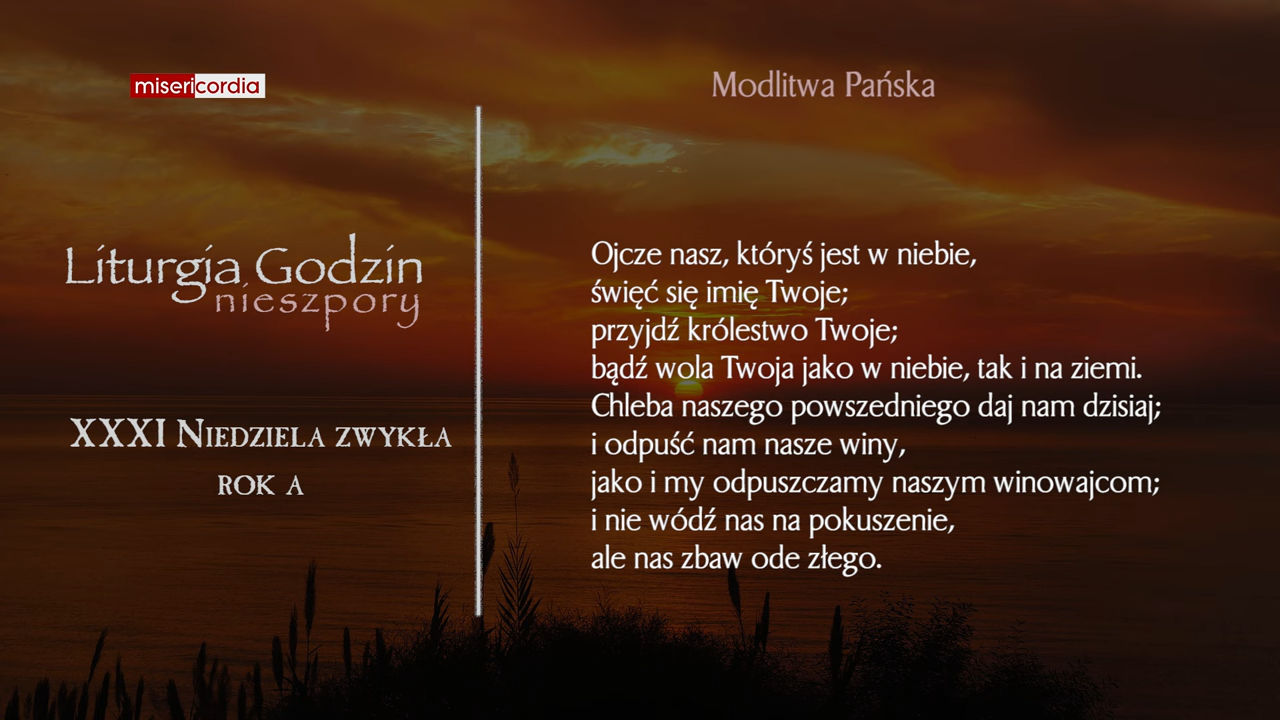 misericordia
Liturgia Godzin
nieszpory
XXXI Niedziela zwykła
rok A
Modlitwa Pańska
Ojcze nasz, któryś jest w niebie,
święć się imię Twoje;
przyjdź królestwo Twoje;
bądź wola Twoja jako w niebie, tak i na ziemi.
Chleba naszego powszedniego daj nam dzisiaj;
i odpuść nam nasze winy,
jako i my odpuszczamy naszym winowajcom;
i nie wódź nas na pokuszenie,
ale nas zbaw ode złego.